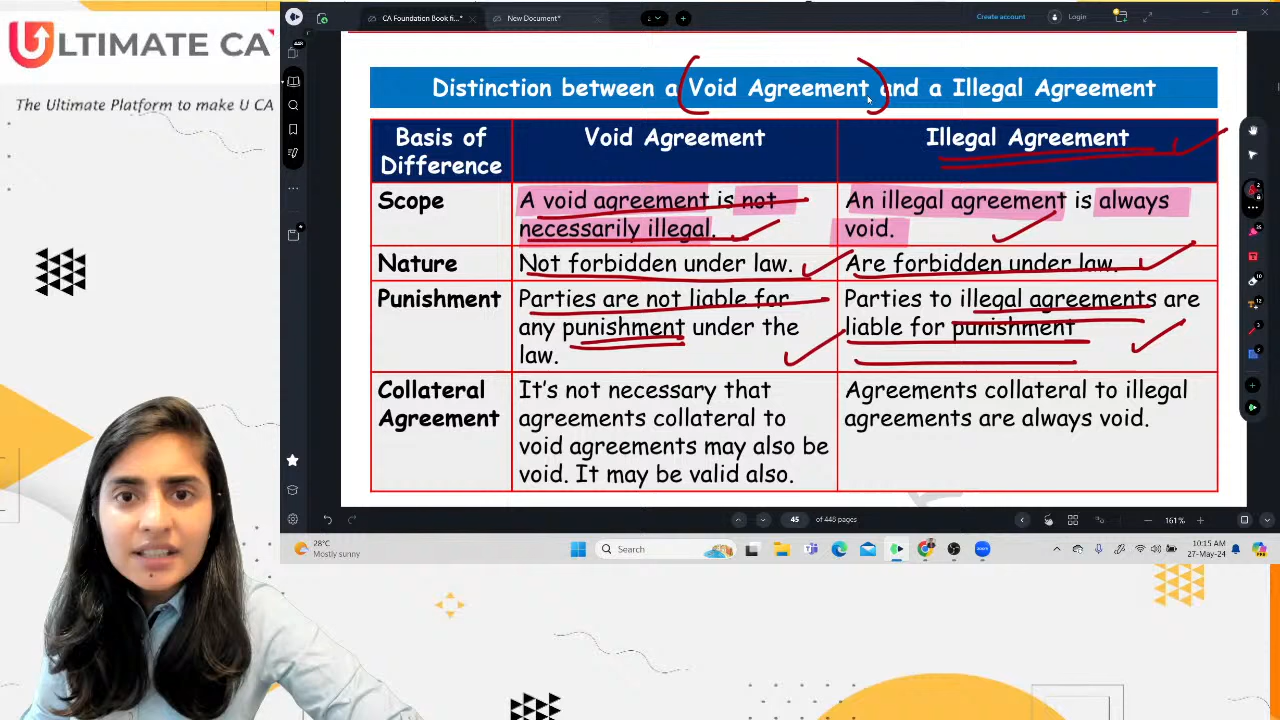 ULTIMATE CA
The Ultimate Platform to make U CA
CA Foundation Book fi...*
New Document*
Create account
Login
Distinction between a Void Agreement and a Illegal Agreement
Basis of
Difference
Void Agreement
Illegal Agreement
Scope
A void agreement is not
necessarily illegal.
An illegal agreement is always
void.
Nature
Not forbidden under law.
Are forbidden under law.
Punishment
Parties are not liable for
any punishment under the
law.
Parties to illegal agreements are
liable for punishment
Collateral
Agreement
It's not necessary that
agreements collateral to
void agreements may also be
void. It may be valid also.
Agreements collateral to illegal
agreements are always void.
45 of 448 pages
161%
28°C
Mostly sunny
Search
10:15 AM
27-May-24